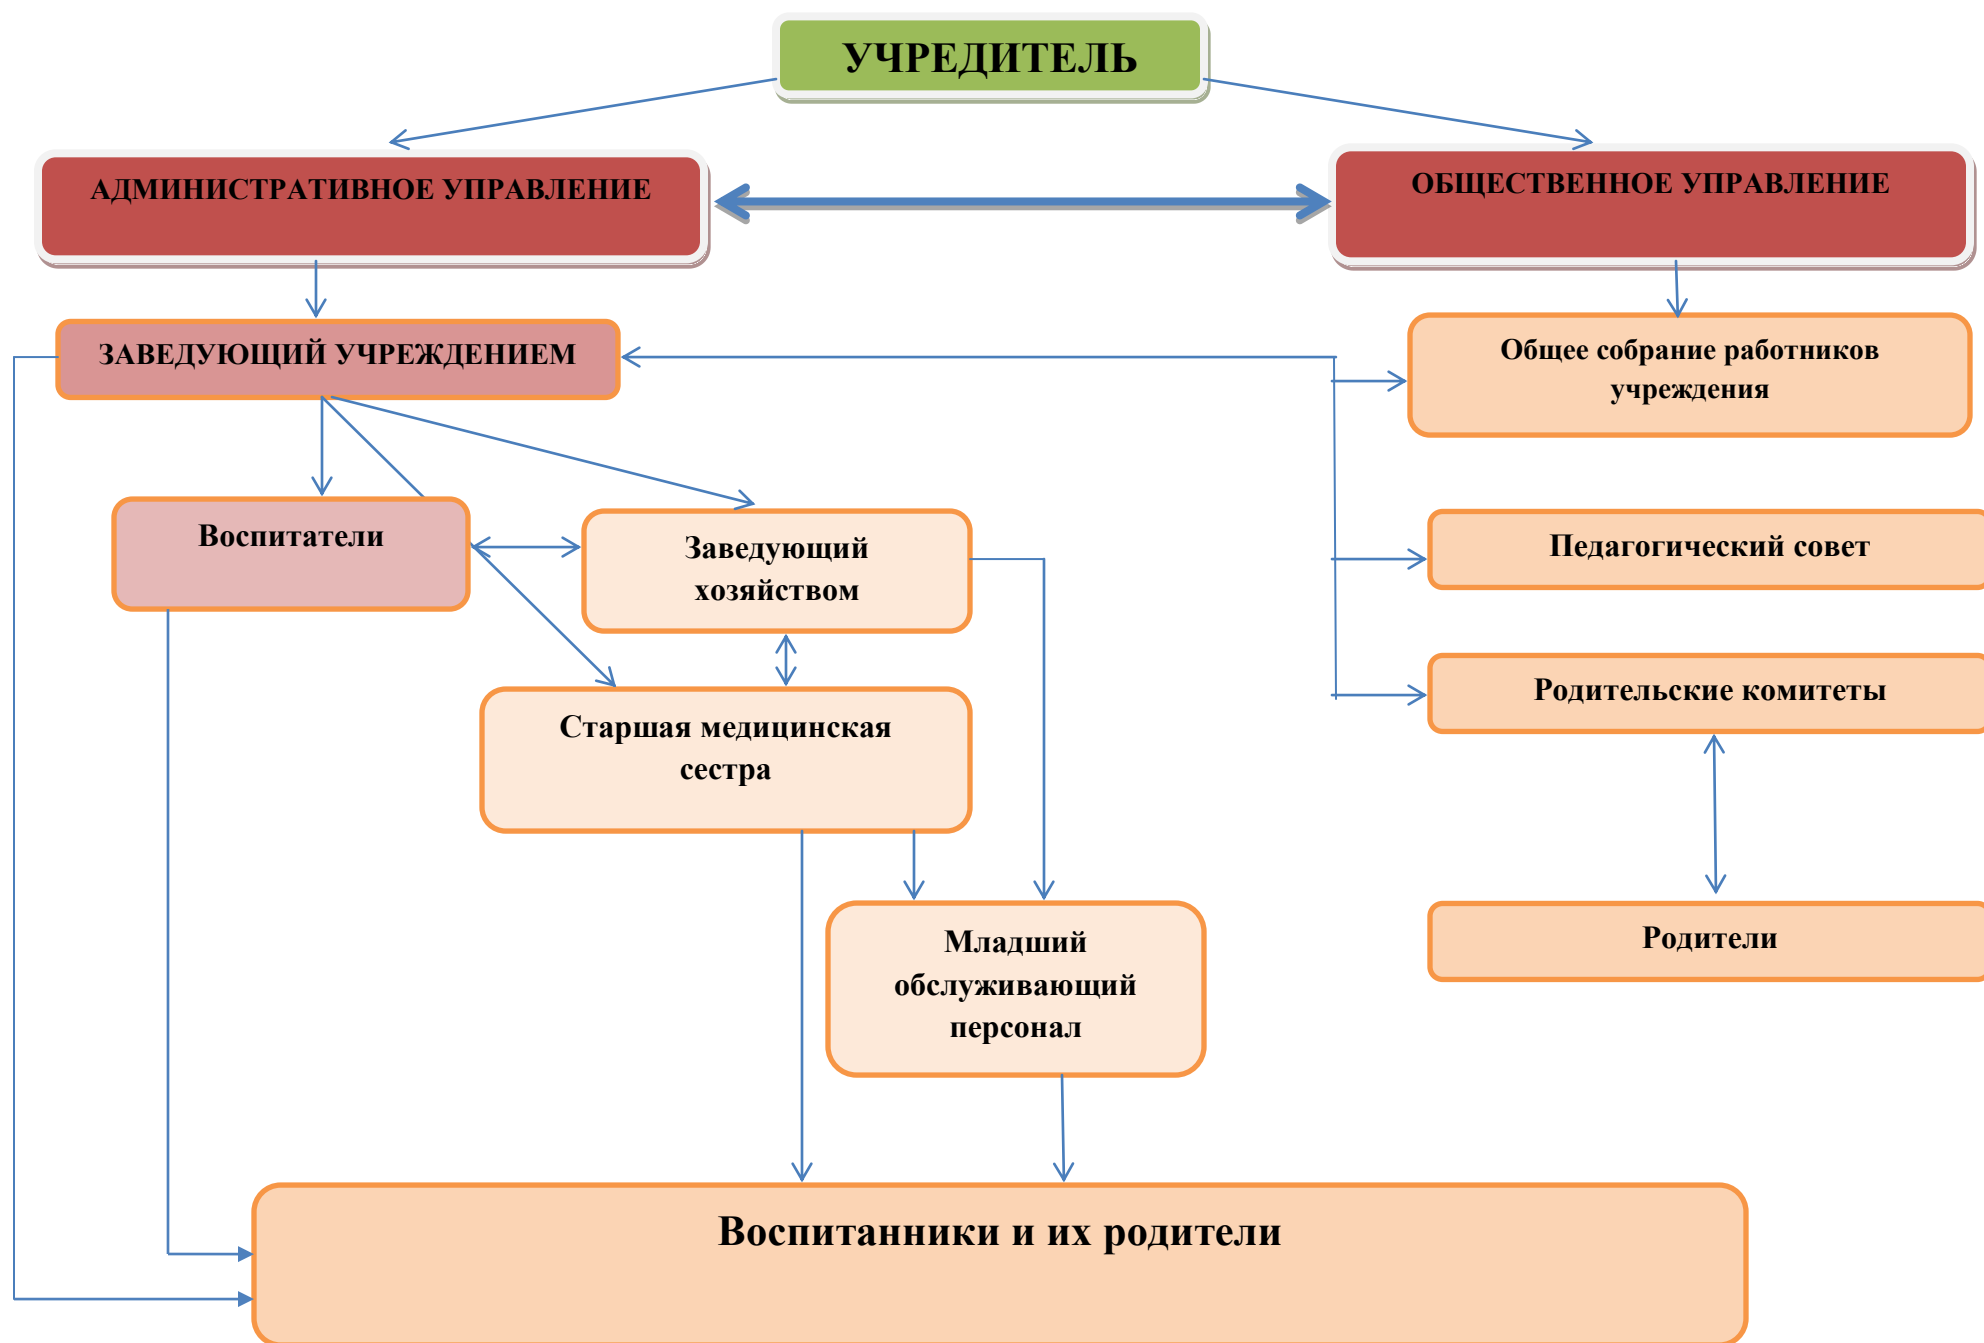 УЧРЕДИТЕЛЬ
АДМИНИСТРАТИВНОЕ УПРАВЛЕНИЕ
ОБЩЕСТВЕННОЕ УПРАВЛЕНИЕ
ЗАВЕДУЮЩИЙ УЧРЕЖДЕНИЕМ
Общее собрание работников
учреждения
Воспитатели
Заведующий
хозяйством
Педагогический совет
Старшая медицинская
сестра
Родительские комитеты
Младший
обслуживающий
персонал
Родители
Воспитанники и их родители